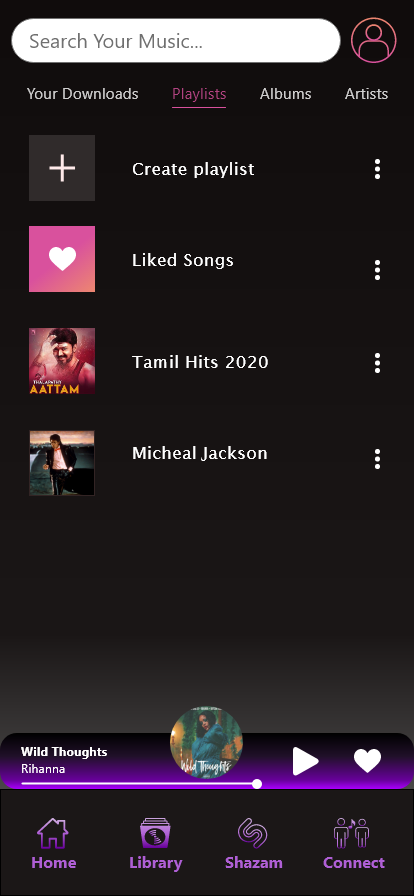 Search Your Music...
Your Downloads Playlists Albums Artists
Create playlist
Liked Songs
THALAPATHY
AATTAM
Tamil Hits 2020
Micheal Jackson
Wild Thoughts
Wild Thoughts
Rihanna
Home Library Shazam Connect